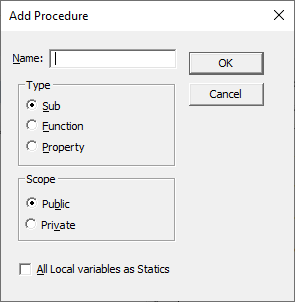 Add Procedure
Name:
OK
Type
Cancel
Sub
Function
Property
Scope
Public
Private
All Local variables as Statics